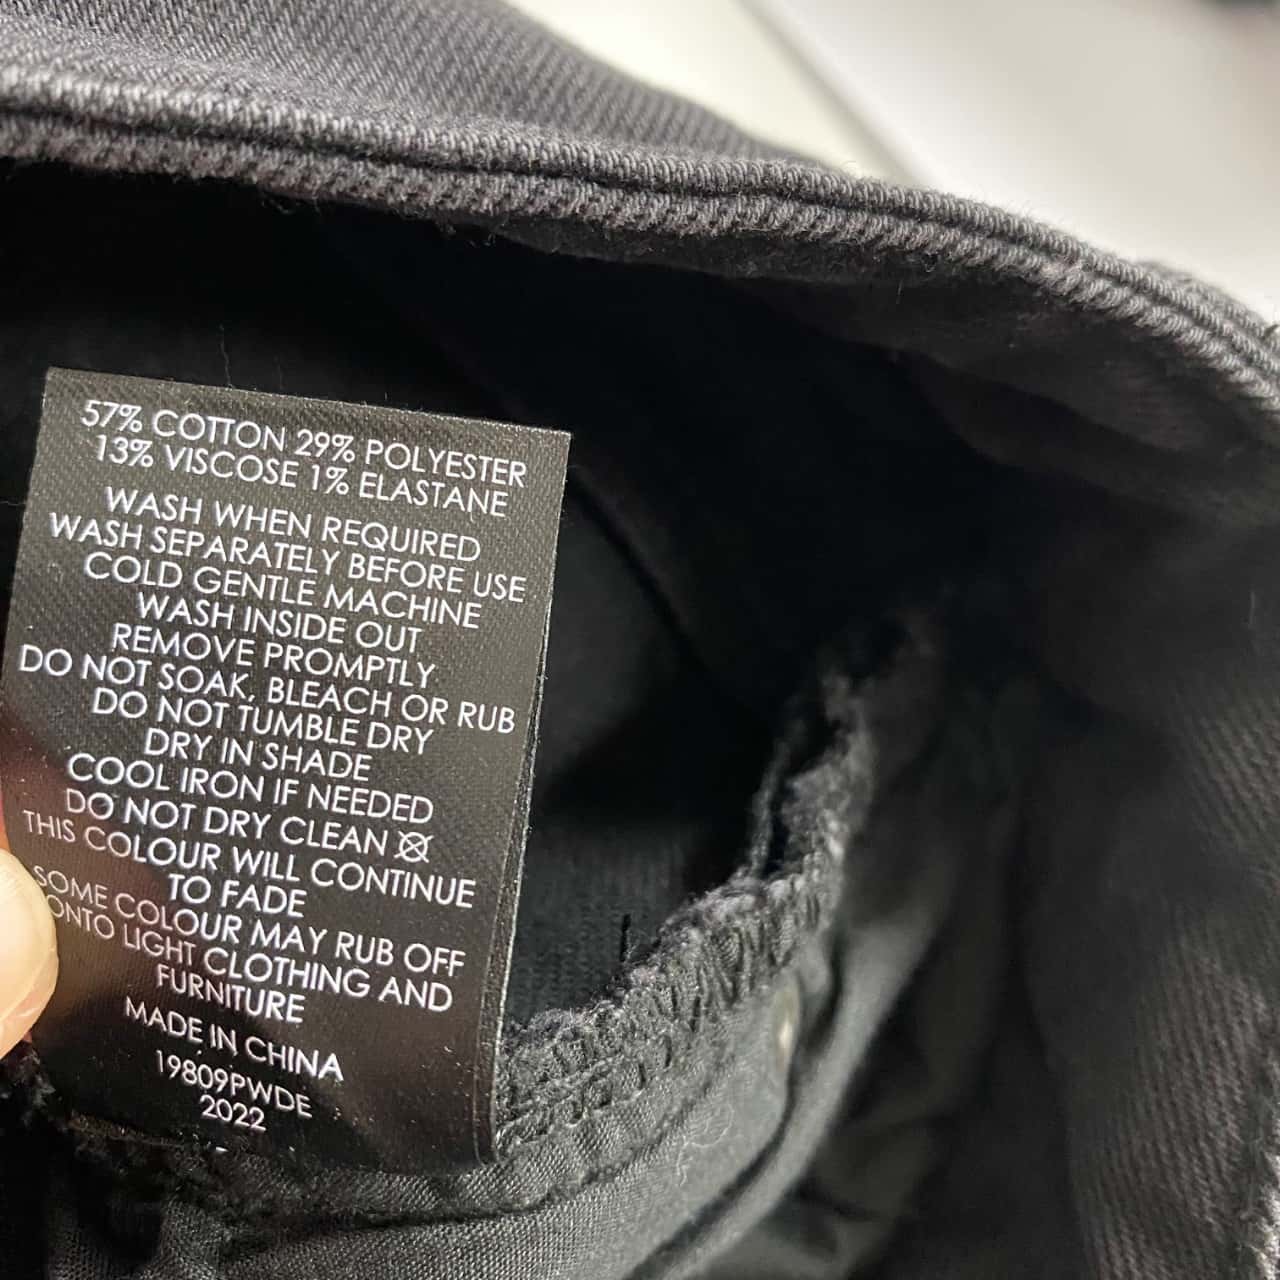 57% COTTON 29% POLYESTER
13% VISCOSE 1% ELASTANE
WASH WHEN REQUIRED
WASH SEPARATELY BEFORE USE
COLD GENTLE MACHINE
WASH INSIDE OUT
REMOVE PROMPTLY
DO NOT SOAK, BLEACH OR RUB
DO NOT TUMBLE DRY
DRY IN SHADE
COOL IRON IF NEEDED
DO NOT DRY CLEAN
THIS COLOUR WILL CONTINUE
TO FADE
SOME COLOUR MAY RUB OFF
ONTO LIGHT CLOTHING AND
FURNITURE
MADE IN CHINA
19809PWDE
2022